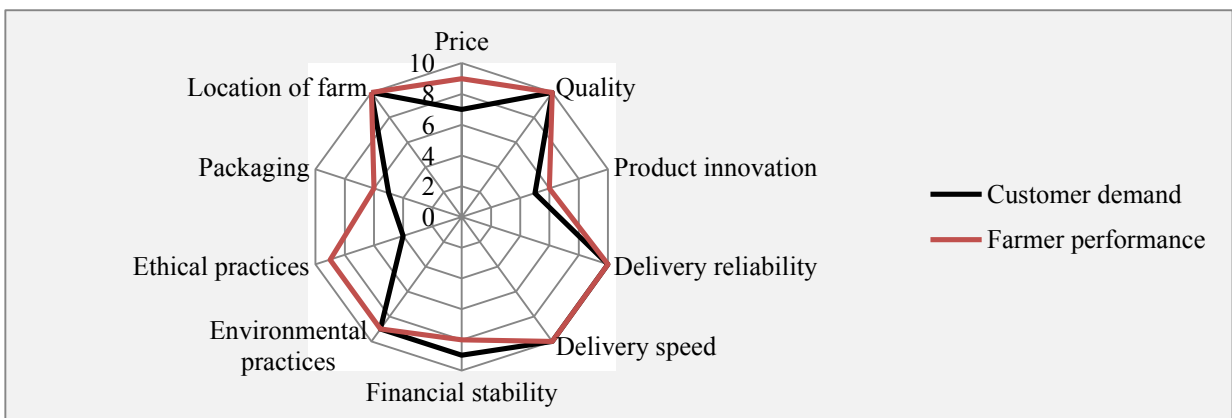 Price
10
8
6
4
2
0
Quality
Product innovation
Delivery reliability
Delivery speed
Financial stability
Environmental
practices
Ethical practices
Packaging
Location of farm
Customer demand
Farmer performance